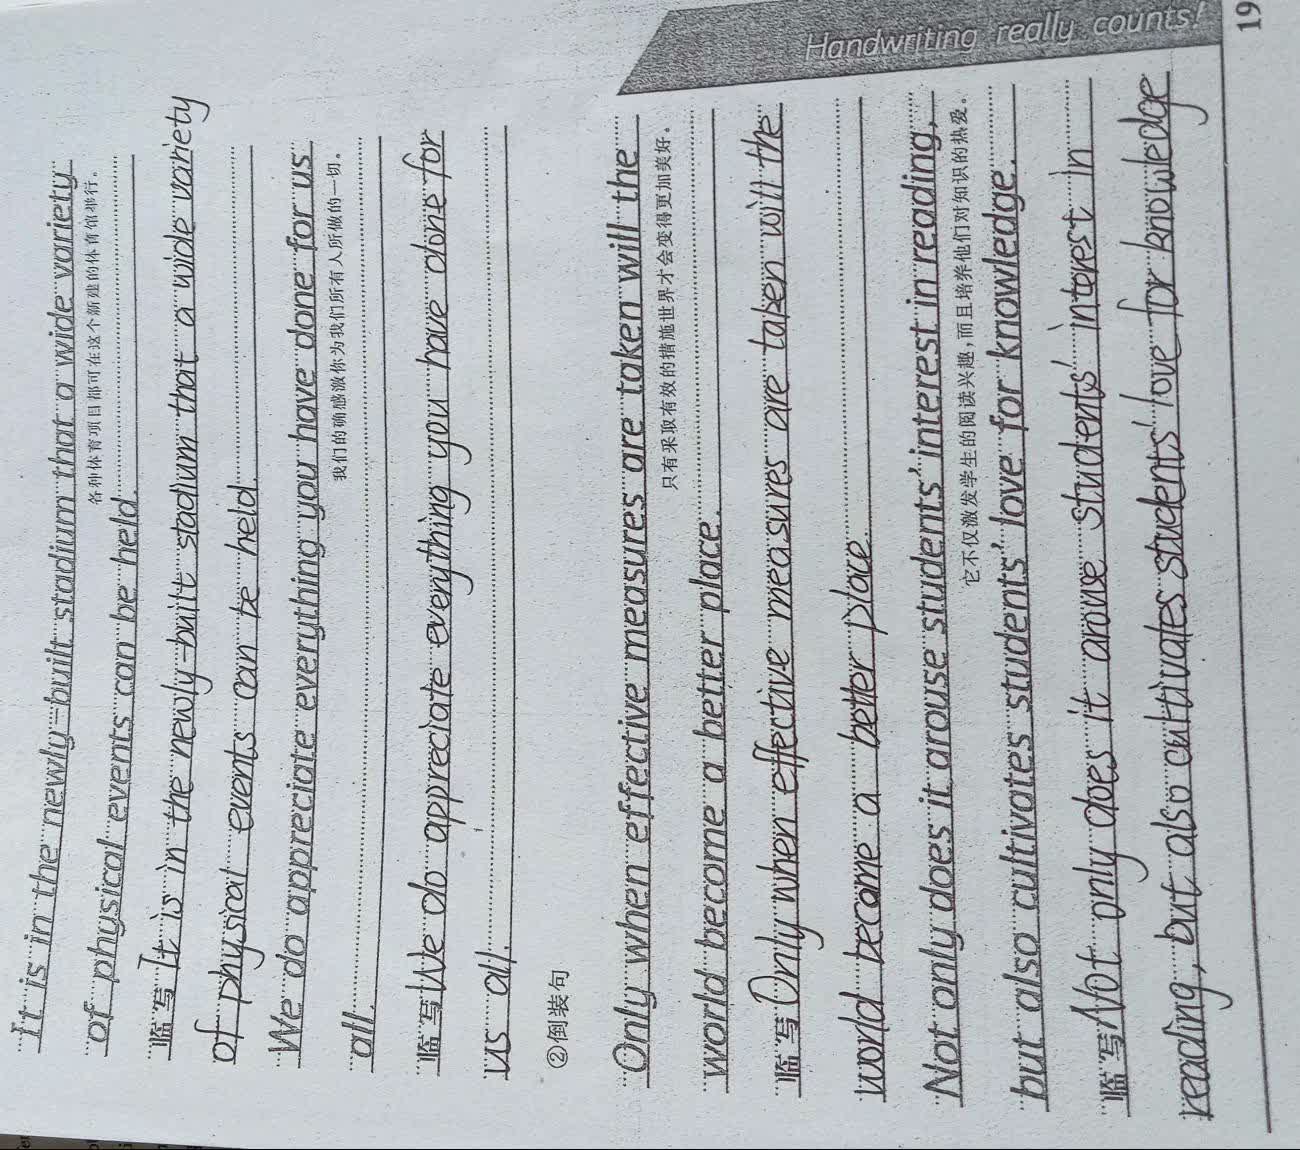 Handwriting really counts!
It is in the newly-built stadium that a wide variety
各种体育项目都可在这个新建的体育馆举行。
of physical events can be held.
临写 It is in the newly-built stadium that a wide variety
of physical events can be held.
We do appreciate everything you have done for us
我们的确感激你为我们所有人所做的一切。
all.
临写 We do appreciate everything you have done for
us all.
②倒装句
Only when effective measures are taken will the
只有采取有效的措施世界才会变得更加美好。
world become a better place.
临写 Only when effective measures are taken will the
world become a better place.
Not only does it arouse students' interest in reading,
它不仅激发学生的阅读兴趣,而且培养他们对知识的热爱。
but also cultivates students' love for knowledge.
临写 Not only does it arouse students' interest in
reading, but also cultivates students' love for knowledge
19